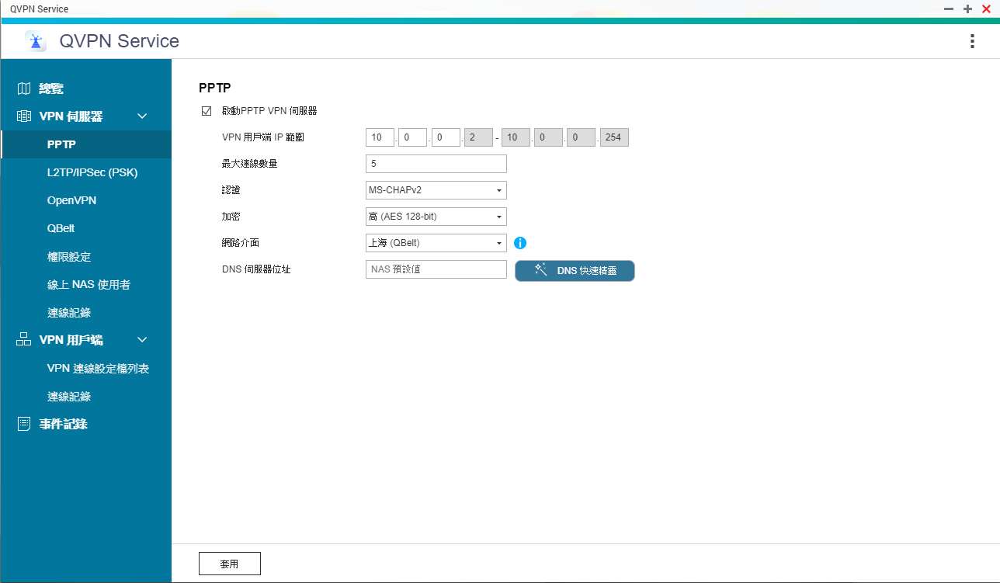 QVPN Service
QVPN Service
總覽
VPN 伺服器
PPTP
L2TP/IPSec (PSK)
OpenVPN
QBelt
權限設定
線上 NAS 使用者
連線記錄
VPN 用戶端
VPN 連線設定檔列表
連線記錄
事件記錄
PPTP
啟動PPTP VPN 伺服器
VPN 用戶端 IP 範圍 10 . 0 . 0 . 2 - 10 . 0 . 0 . 254
最大連線數量 5
認證 MS-CHAPv2
加密 高 (AES 128-bit)
網路介面 上海 (QBelt)
DNS 伺服器位址 NAS 預設值 DNS 快速精靈
套用